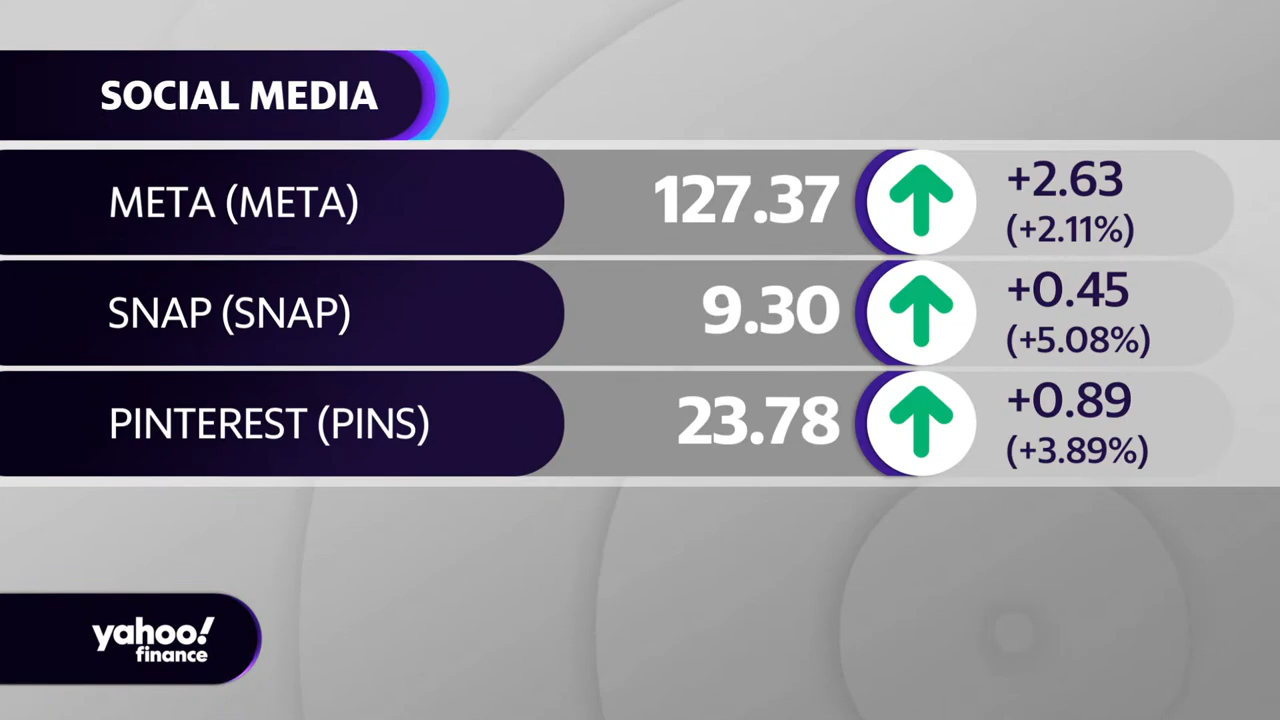 SOCIAL MEDIA
META (META) 127.37 +2.63
(+2.11%)
SNAP (SNAP) 9.30 +0.45
(+5.08%)
PINTEREST (PINS) 23.78 +0.89
(+3.89%)
yahoo!
finance